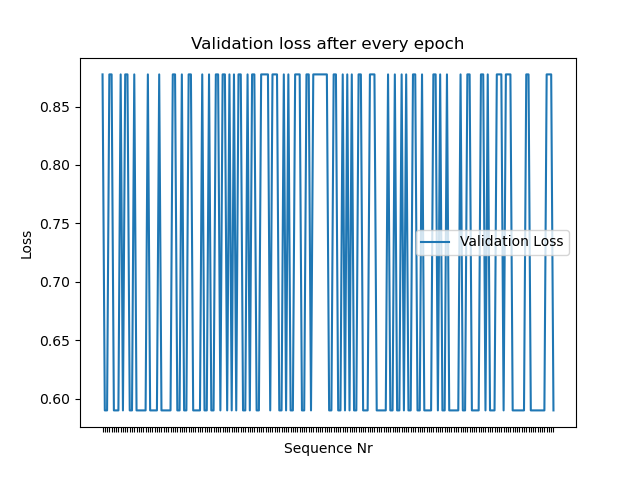 Validation loss after every epoch
0.85
0.80
0.75
0.70
0.65
0.60
Loss
Validation Loss
Sequence Nr